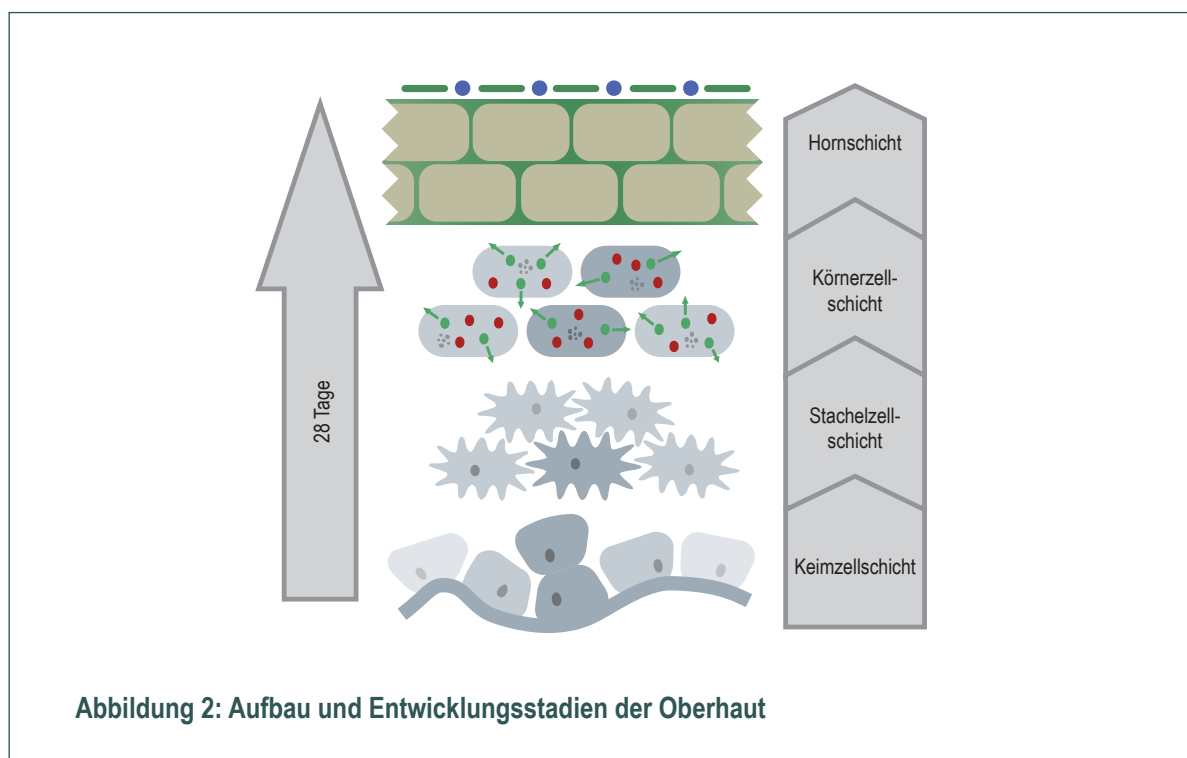 28 Tage
Hornschicht
Körnerzell-
schicht
Stachelzell-
schicht
Keimzellschicht
Abbildung 2: Aufbau und Entwicklungsstadien der Oberhaut